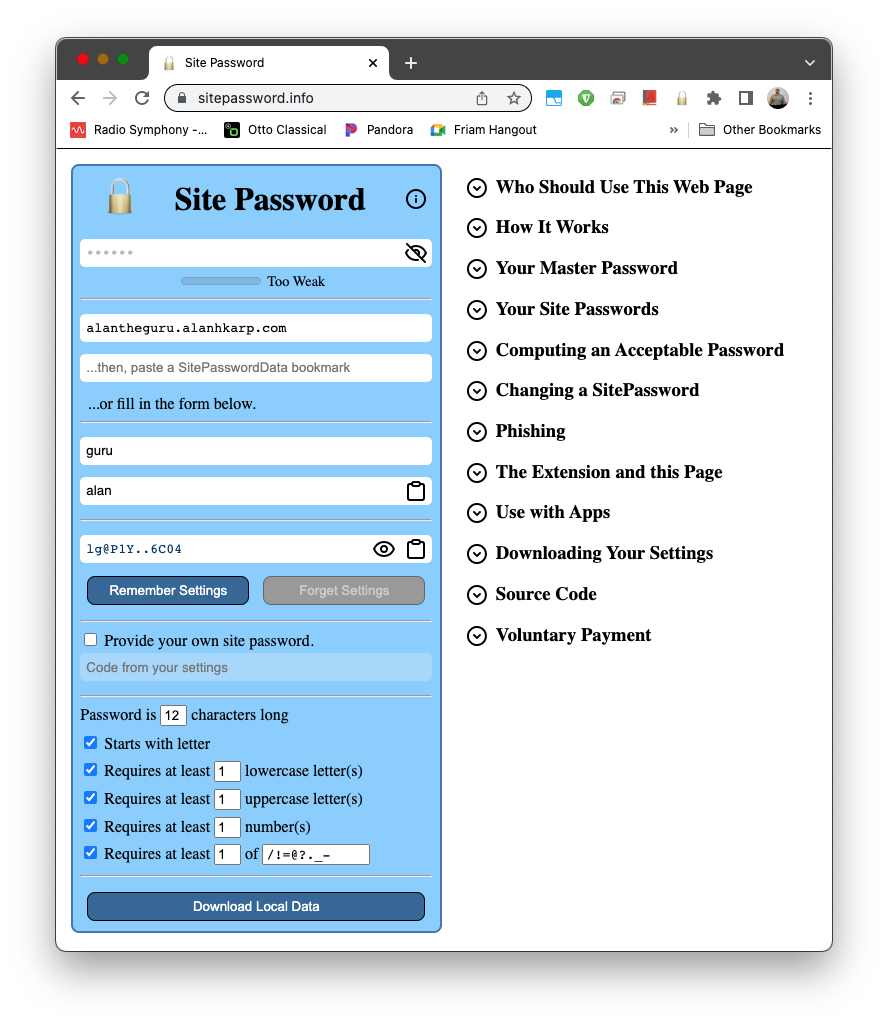 Site Password
sitepassword.info
Radio Symphony -...
Otto Classical
Pandora
Friam Hangout
»
Other Bookmarks
Site Password
Too Weak
alantheguru.alanhkarp.com
...then, paste a SitePasswordData bookmark
...or fill in the form below.
guru
alan
lg@P1Y..6C04
Remember Settings
Forget Settings
Provide your own site password.
Code from your settings
Password is 12 characters long
Starts with letter
Requires at least 1 lowercase letter(s)
Requires at least 1 uppercase letter(s)
Requires at least 1 number(s)
Requires at least 1 of /!=@?._-
Download Local Data
Who Should Use This Web Page
How It Works
Your Master Password
Your Site Passwords
Computing an Acceptable Password
Changing a SitePassword
Phishing
The Extension and this Page
Use with Apps
Downloading Your Settings
Source Code
Voluntary Payment